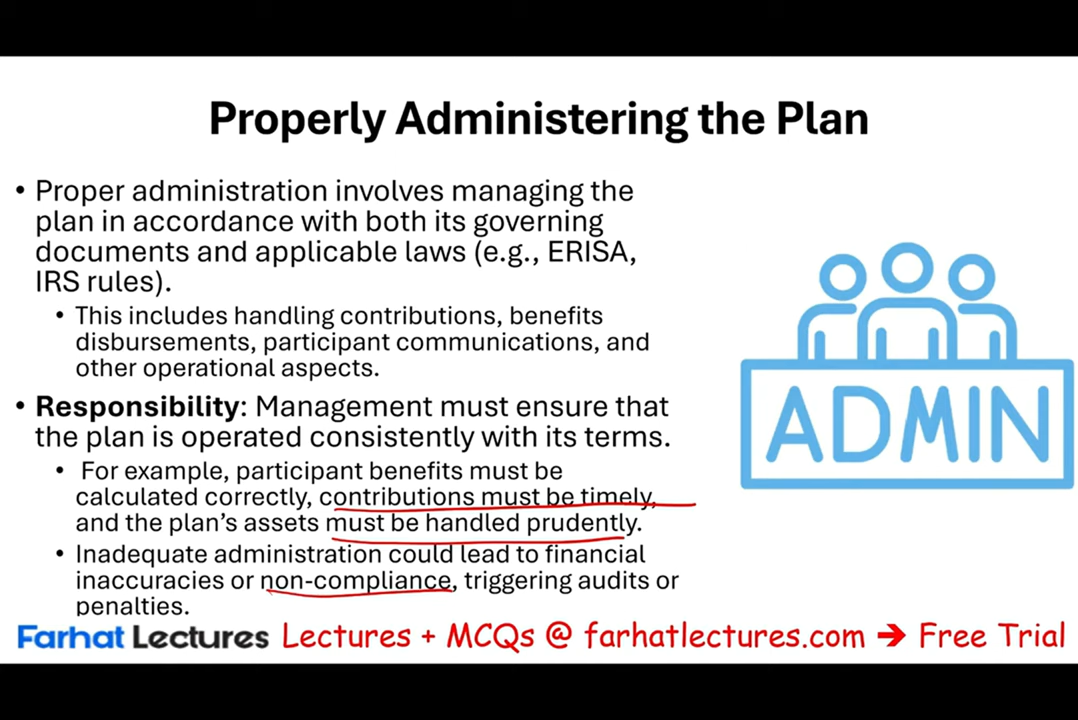 Properly Administering the Plan
• Proper administration involves managing the
plan in accordance with both its governing
documents and applicable laws (e.g., ERISA,
IRS rules).
• This includes handling contributions, benefits
disbursements, participant communications, and
other operational aspects.
• Responsibility: Management must ensure that
the plan is operated consistently with its terms.
• For example, participant benefits must be
calculated correctly, contributions must be timely,
and the plan's assets must be handled prudently.
• Inadequate administration could lead to financial
inaccuracies or non-compliance, triggering audits or
penalties.
ADMIN
Farhat Lectures Lectures + MCQs @ farhatlectures.com → Free Trial